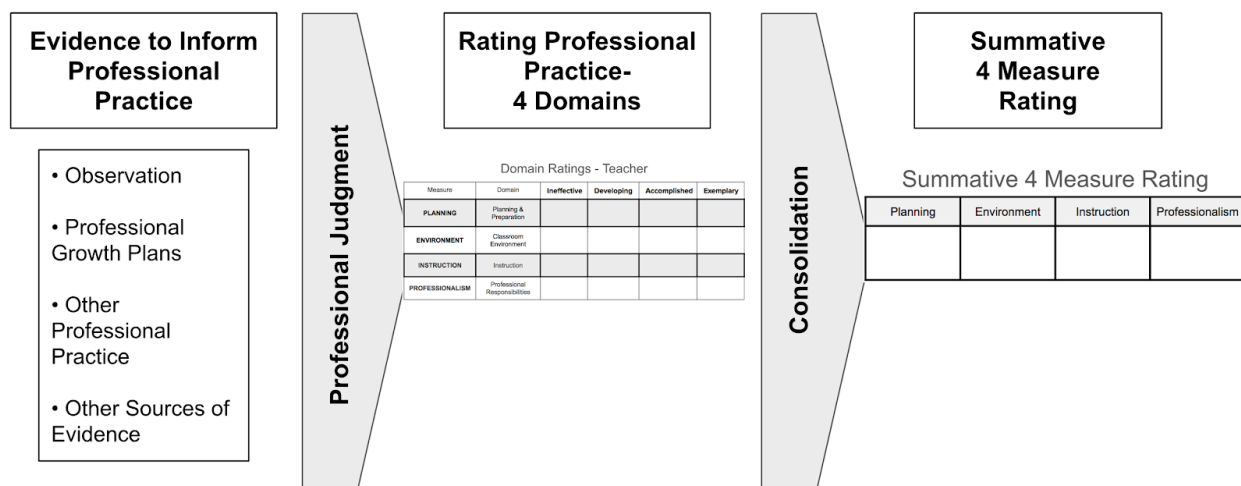 Evidence to Inform
Professional
Practice
• Observation
• Professional
Growth Plans
• Other
Professional
Practice
• Other Sources of
Evidence
Professional Judgment
Rating Professional
Practice-
4 Domains
Domain Ratings - Teacher
Measure Domain Ineffective Developing Accomplished Exemplary
PLANNING Planning &
Preparation
ENVIRONMENT Classroom
Environment
INSTRUCTION Instruction
PROFESSIONALISM Professional
Responsibilities
Consolidation
Summative
4 Measure
Rating
Summative 4 Measure Rating
Planning Environment Instruction Professionalism